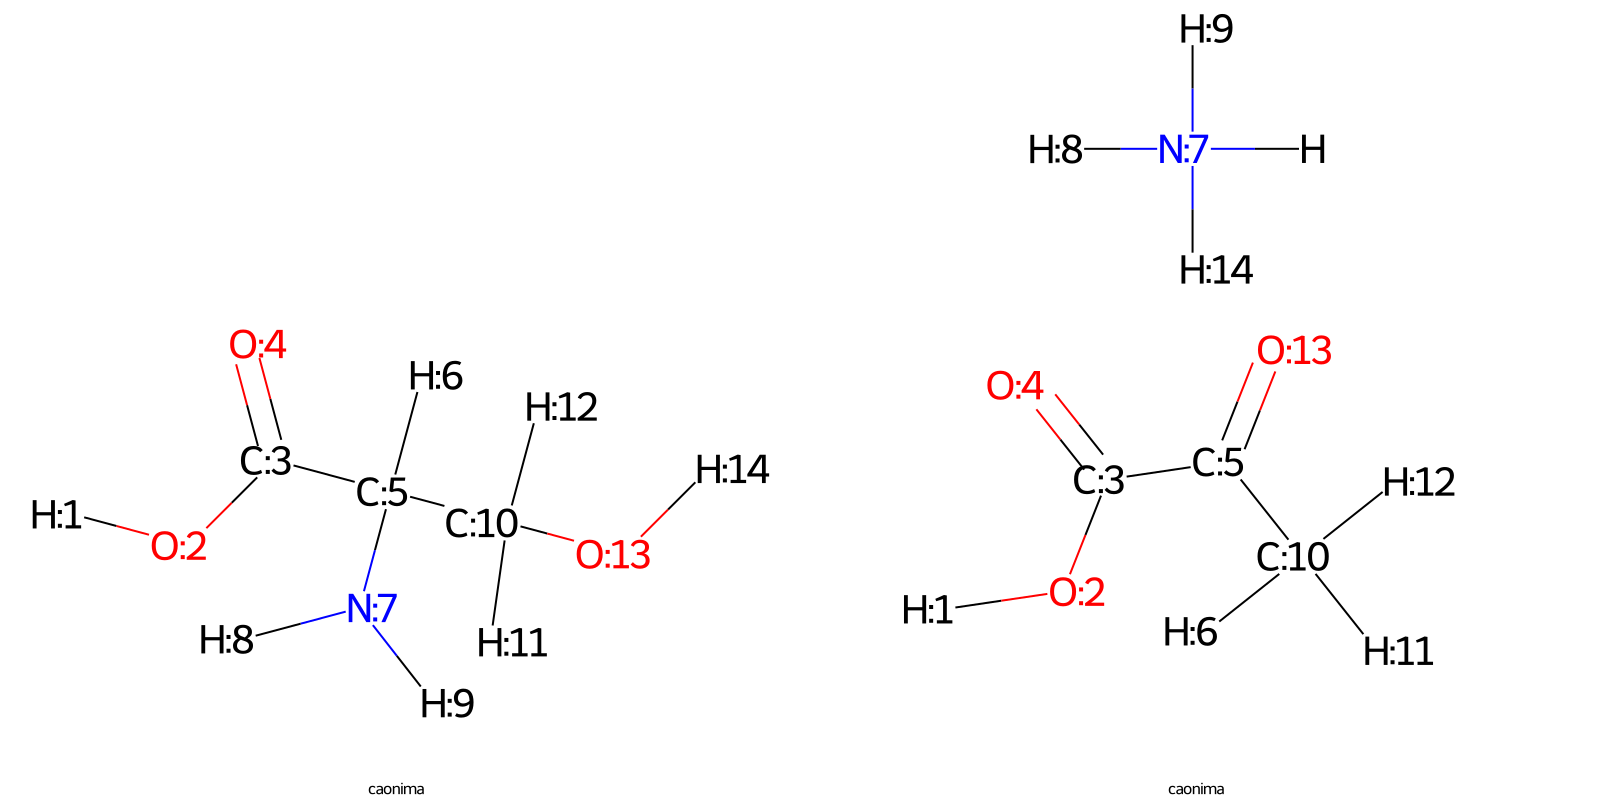 H:9
H:8 N:7 H
H:14
O:4 H:6 H:12 H:14
C:3 C:5 C:10 O:13
H:1 O:2
N:7 H:11
H:8 H:9
O:4 O:13
C:3 C:5 H:12
C:10
H:1 O:2 H:6 H:11
caonima
caonima